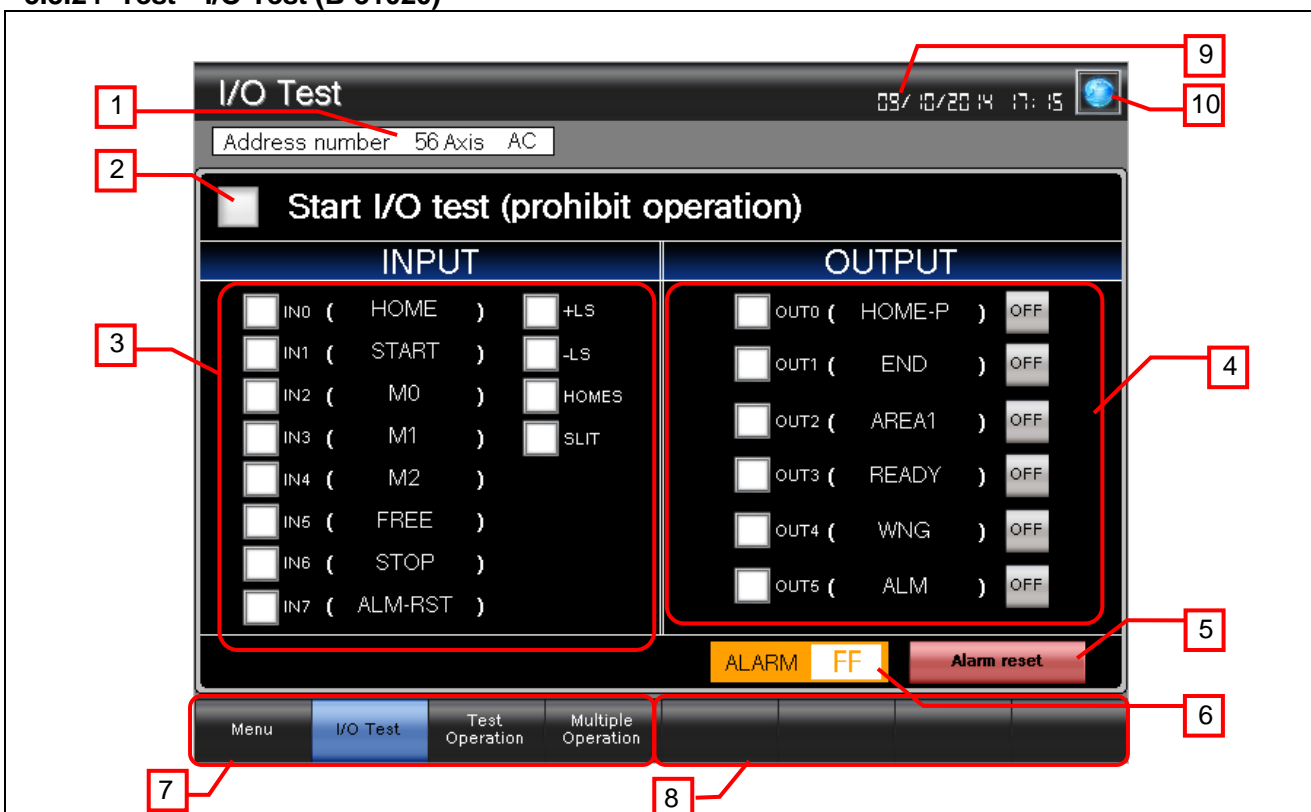 9
I/O Test
09/10/2014 17:15
1
10
Address number 56 Axis AC
2
Start I/O test (prohibit operation)
INPUT
OUTPUT
3
4
IN0 ( HOME ) +LS
OUT0 ( HOME-P ) OFF
IN1 ( START ) -LS
OUT1 ( END ) OFF
IN2 ( M0 ) HOMES
OUT2 ( AREA1 ) OFF
IN3 ( M1 ) SLIT
OUT3 ( READY ) OFF
IN4 ( M2 )
OUT4 ( WNG ) OFF
IN5 ( FREE )
OUT5 ( ALM ) OFF
IN6 ( STOP )
IN7 ( ALM-RST )
5
ALARM FF
Alarm reset
6
Menu
I/O Test
Test
Operation
Multiple
Operation
7
8